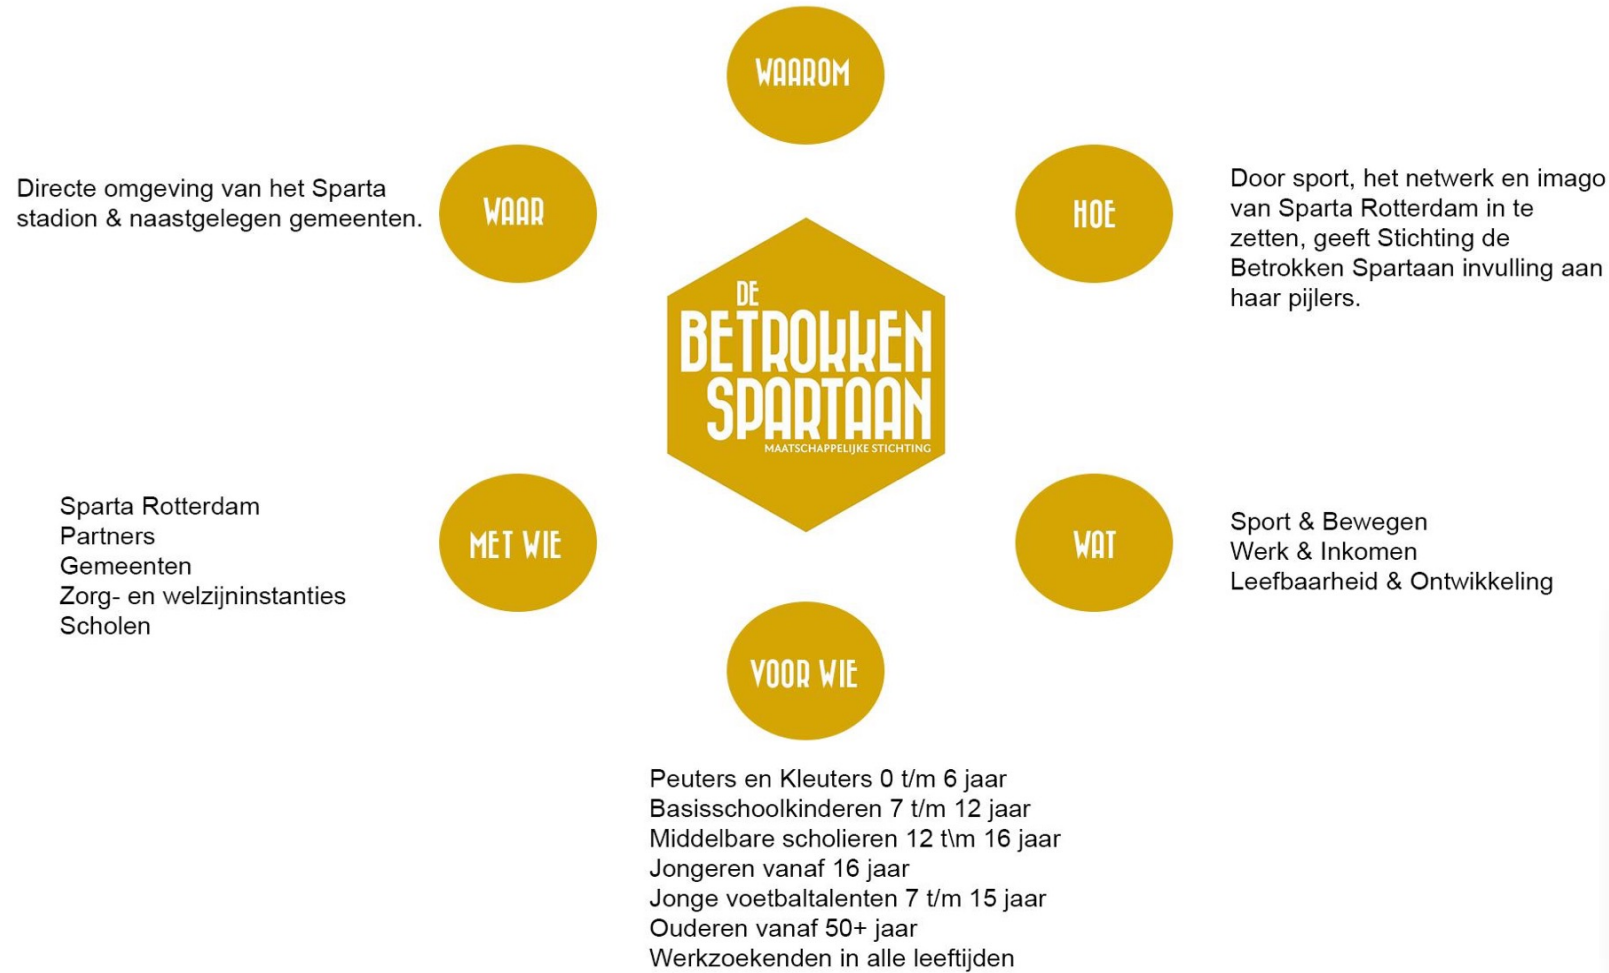 WAAROM
WAAR
Directe omgeving van het Sparta
stadion & naastgelegen gemeenten.
HOE
Door sport, het netwerk en imago
van Sparta Rotterdam in te
zetten, geeft Stichting de
Betrokken Spartaan invulling aan
haar pijlers.
DE
BETROKKEN
SPARTAAN
MAATSCHAPPELIJKE STICHTING
MET WIE
Sparta Rotterdam
Partners
Gemeenten
Zorg- en welzijninstanties
Scholen
WAT
Sport & Bewegen
Werk & Inkomen
Leefbaarheid & Ontwikkeling
VOOR WIE
Peuters en Kleuters 0 t/m 6 jaar
Basisschoolkinderen 7 t/m 12 jaar
Middelbare scholieren 12 t\m 16 jaar
Jongeren vanaf 16 jaar
Jonge voetbaltalenten 7 t/m 15 jaar
Ouderen vanaf 50+ jaar
Werkzoekenden in alle leeftijden